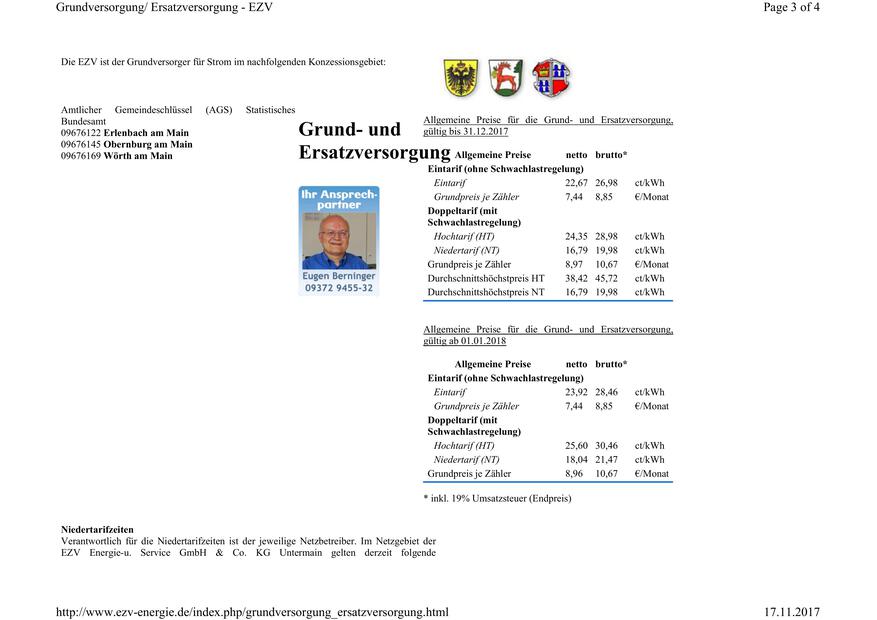 Grundversorgung/ Ersatzversorgung - EZV
Page 3 of 4
Die EZV ist der Grundversorger für Strom im nachfolgenden Konzessionsgebiet:
Amtlicher Gemeindeschlüssel (AGS) Statistisches
Bundesamt
09676122 Erlenbach am Main
09676145 Obernburg am Main
09676169 Wörth am Main
Grund- und
Ersatzversorgung
Ihr Ansprech-
partner
Eugen Berninger
09372 9455-32
Allgemeine Preise für die Grund- und Ersatzversorgung,
gültig bis 31.12.2017
Allgemeine Preise netto brutto*
Eintarif (ohne Schwachlastregelung)
Eintarif 22,67 26,98 ct/kWh
Grundpreis je Zähler 7,44 8,85 €/Monat
Doppeltarif (mit
Schwachlastregelung)
Hochtarif (HT) 24,35 28,98 ct/kWh
Niedertarif (NT) 16,79 19,98 ct/kWh
Grundpreis je Zähler 8,97 10,67 €/Monat
Durchschnittshöchstpreis HT 38,42 45,72 ct/kWh
Durchschnittshöchstpreis NT 16,79 19,98 ct/kWh
Allgemeine Preise für die Grund- und Ersatzversorgung,
gültig ab 01.01.2018
Allgemeine Preise netto brutto*
Eintarif (ohne Schwachlastregelung)
Eintarif 23,92 28,46 ct/kWh
Grundpreis je Zähler 7,44 8,85 €/Monat
Doppeltarif (mit
Schwachlastregelung)
Hochtarif (HT) 25,60 30,46 ct/kWh
Niedertarif (NT) 18,04 21,47 ct/kWh
Grundpreis je Zähler 8,96 10,67 €/Monat
* inkl. 19% Umsatzsteuer (Endpreis)
Niedertarifzeiten
Verantwortlich für die Niedertarifzeiten ist der jeweilige Netzbetreiber. Im Netzgebiet der
EZV Energie-u. Service GmbH & Co. KG Untermain gelten derzeit folgende
http://www.ezv-energie.de/index.php/grundversorgung_ersatzversorgung.html
17.11.2017